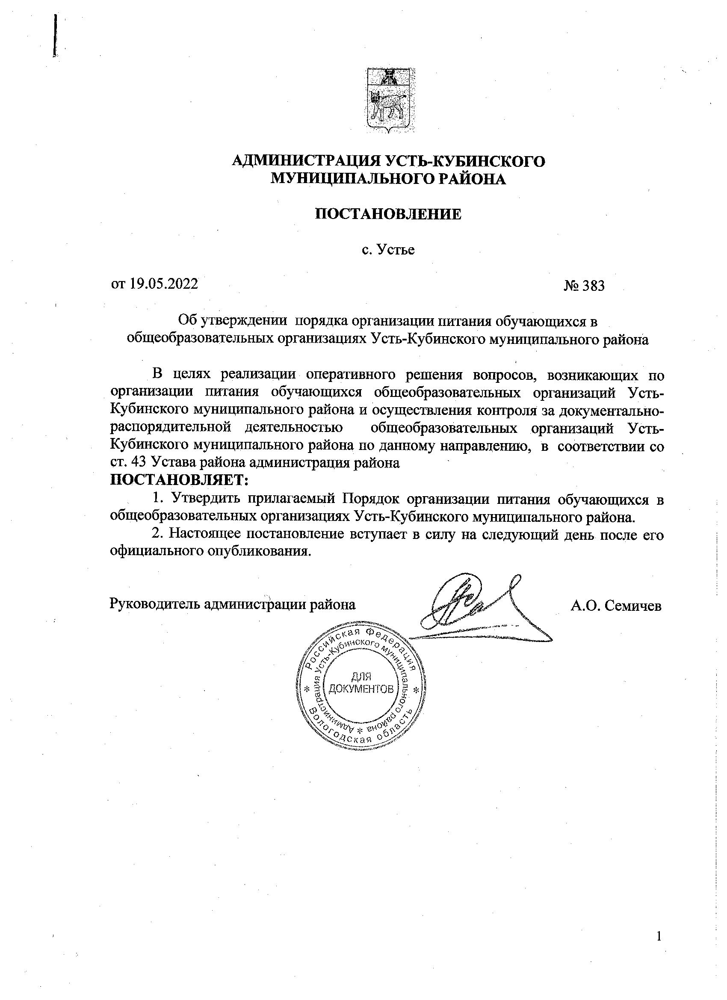 АДМИНИСТРАЦИЯ УСТЬ-КУБИНСКОГО
МУНИЦИПАЛЬНОГО РАЙОНА
ПОСТАНОВЛЕНИЕ
с. Устье
от 19.05.2022 № 383
Об утверждении порядка организации питания обучающихся в
общеобразовательных организациях Усть-Кубинского муниципального района
В целях реализации оперативного решения вопросов, возникающих по
организации питания обучающихся общеобразовательных организаций Усть-
Кубинского муниципального района и осуществления контроля за документально-
распорядительной деятельностью общеобразовательных организаций Усть-
Кубинского муниципального района по данному направлению, в соответствии со
ст. 43 Устава района администрация района
ПОСТАНОВЛЯЕТ:
1. Утвердить прилагаемый Порядок организации питания обучающихся в
общеобразовательных организациях Усть-Кубинского муниципального района.
2. Настоящее постановление вступает в силу на следующий день после его
официального опубликования.
Руководитель администрации района А.О. Семичев
Российская Федерация
* Вологодская область *
Администрация Усть-Кубинского муниципального района *
ДЛЯ
ДОКУМЕНТОВ
1